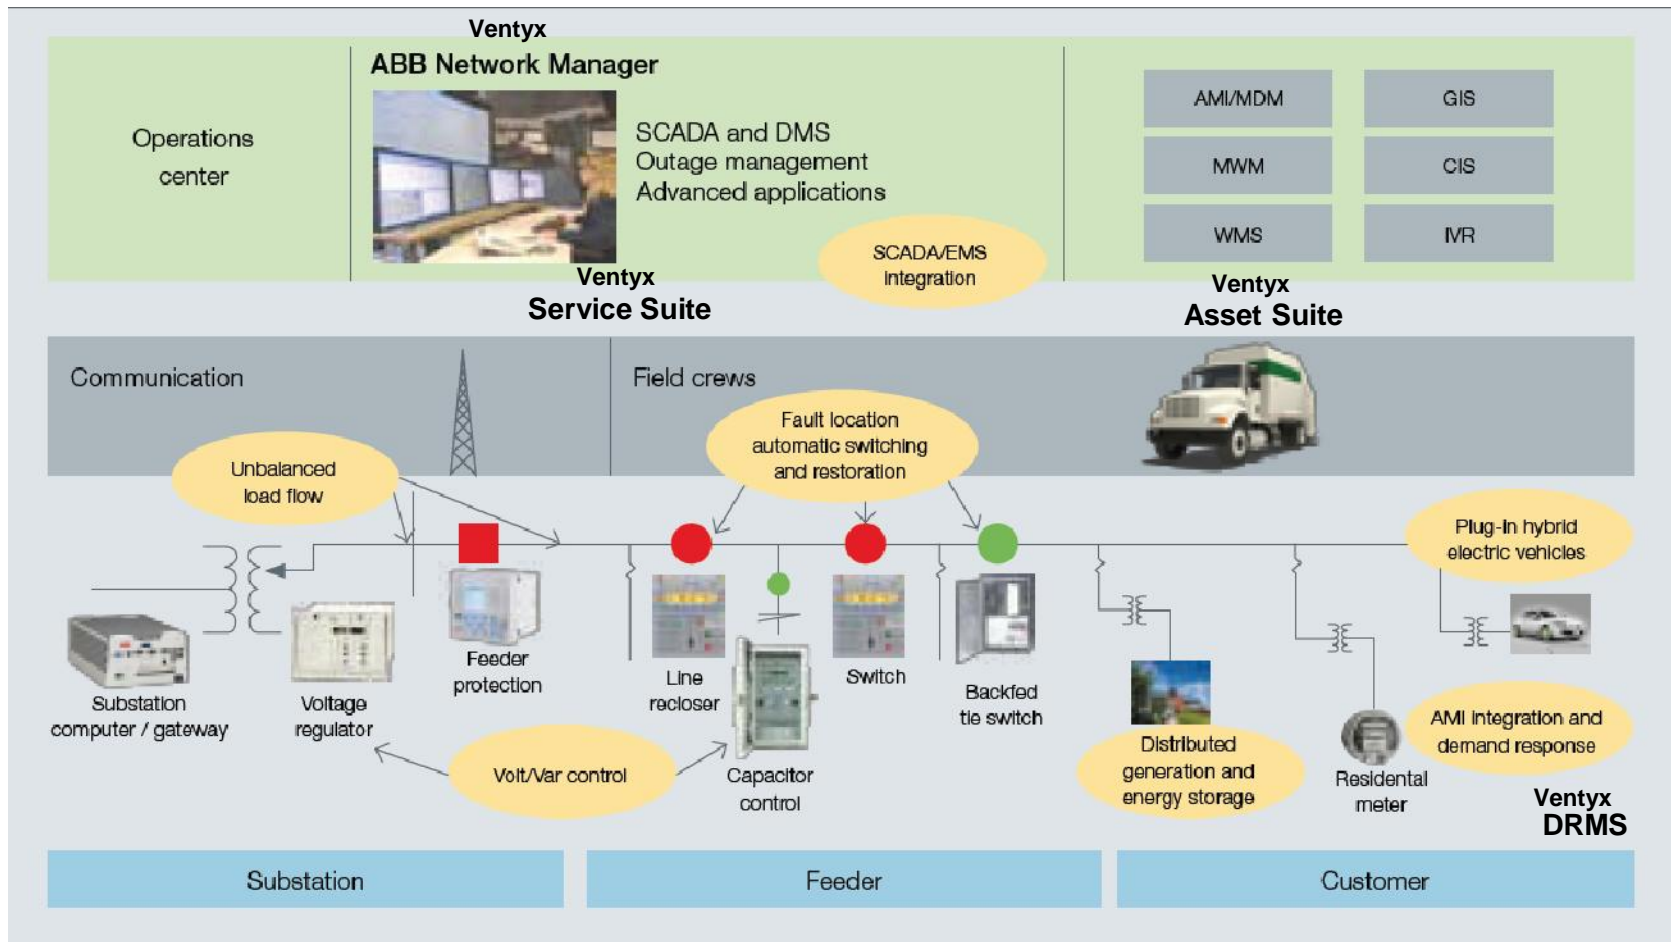 Ventyx
ABB Network Manager
Operations
center
SCADA and DMS
Outage management
Advanced applications
SCADA/EMS
integration
AMI/MDM
GIS
MWM
CIS
WMS
IVR
Ventyx
Service Suite
Ventyx
Asset Suite
Communication
Field crews
Fault location
automatic switching
and restoration
Unbalanced
load flow
Plug-in hybrid
electric vehicles
Substation
computer / gateway
Voltage
regulator
Feeder
protection
Line
recloser
Switch
Backfed
tie switch
Volt/Var control
Capacitor
control
Distributed
generation and
energy storage
Residental
meter
AMI integration and
demand response
Ventyx
DRMS
Substation
Feeder
Customer